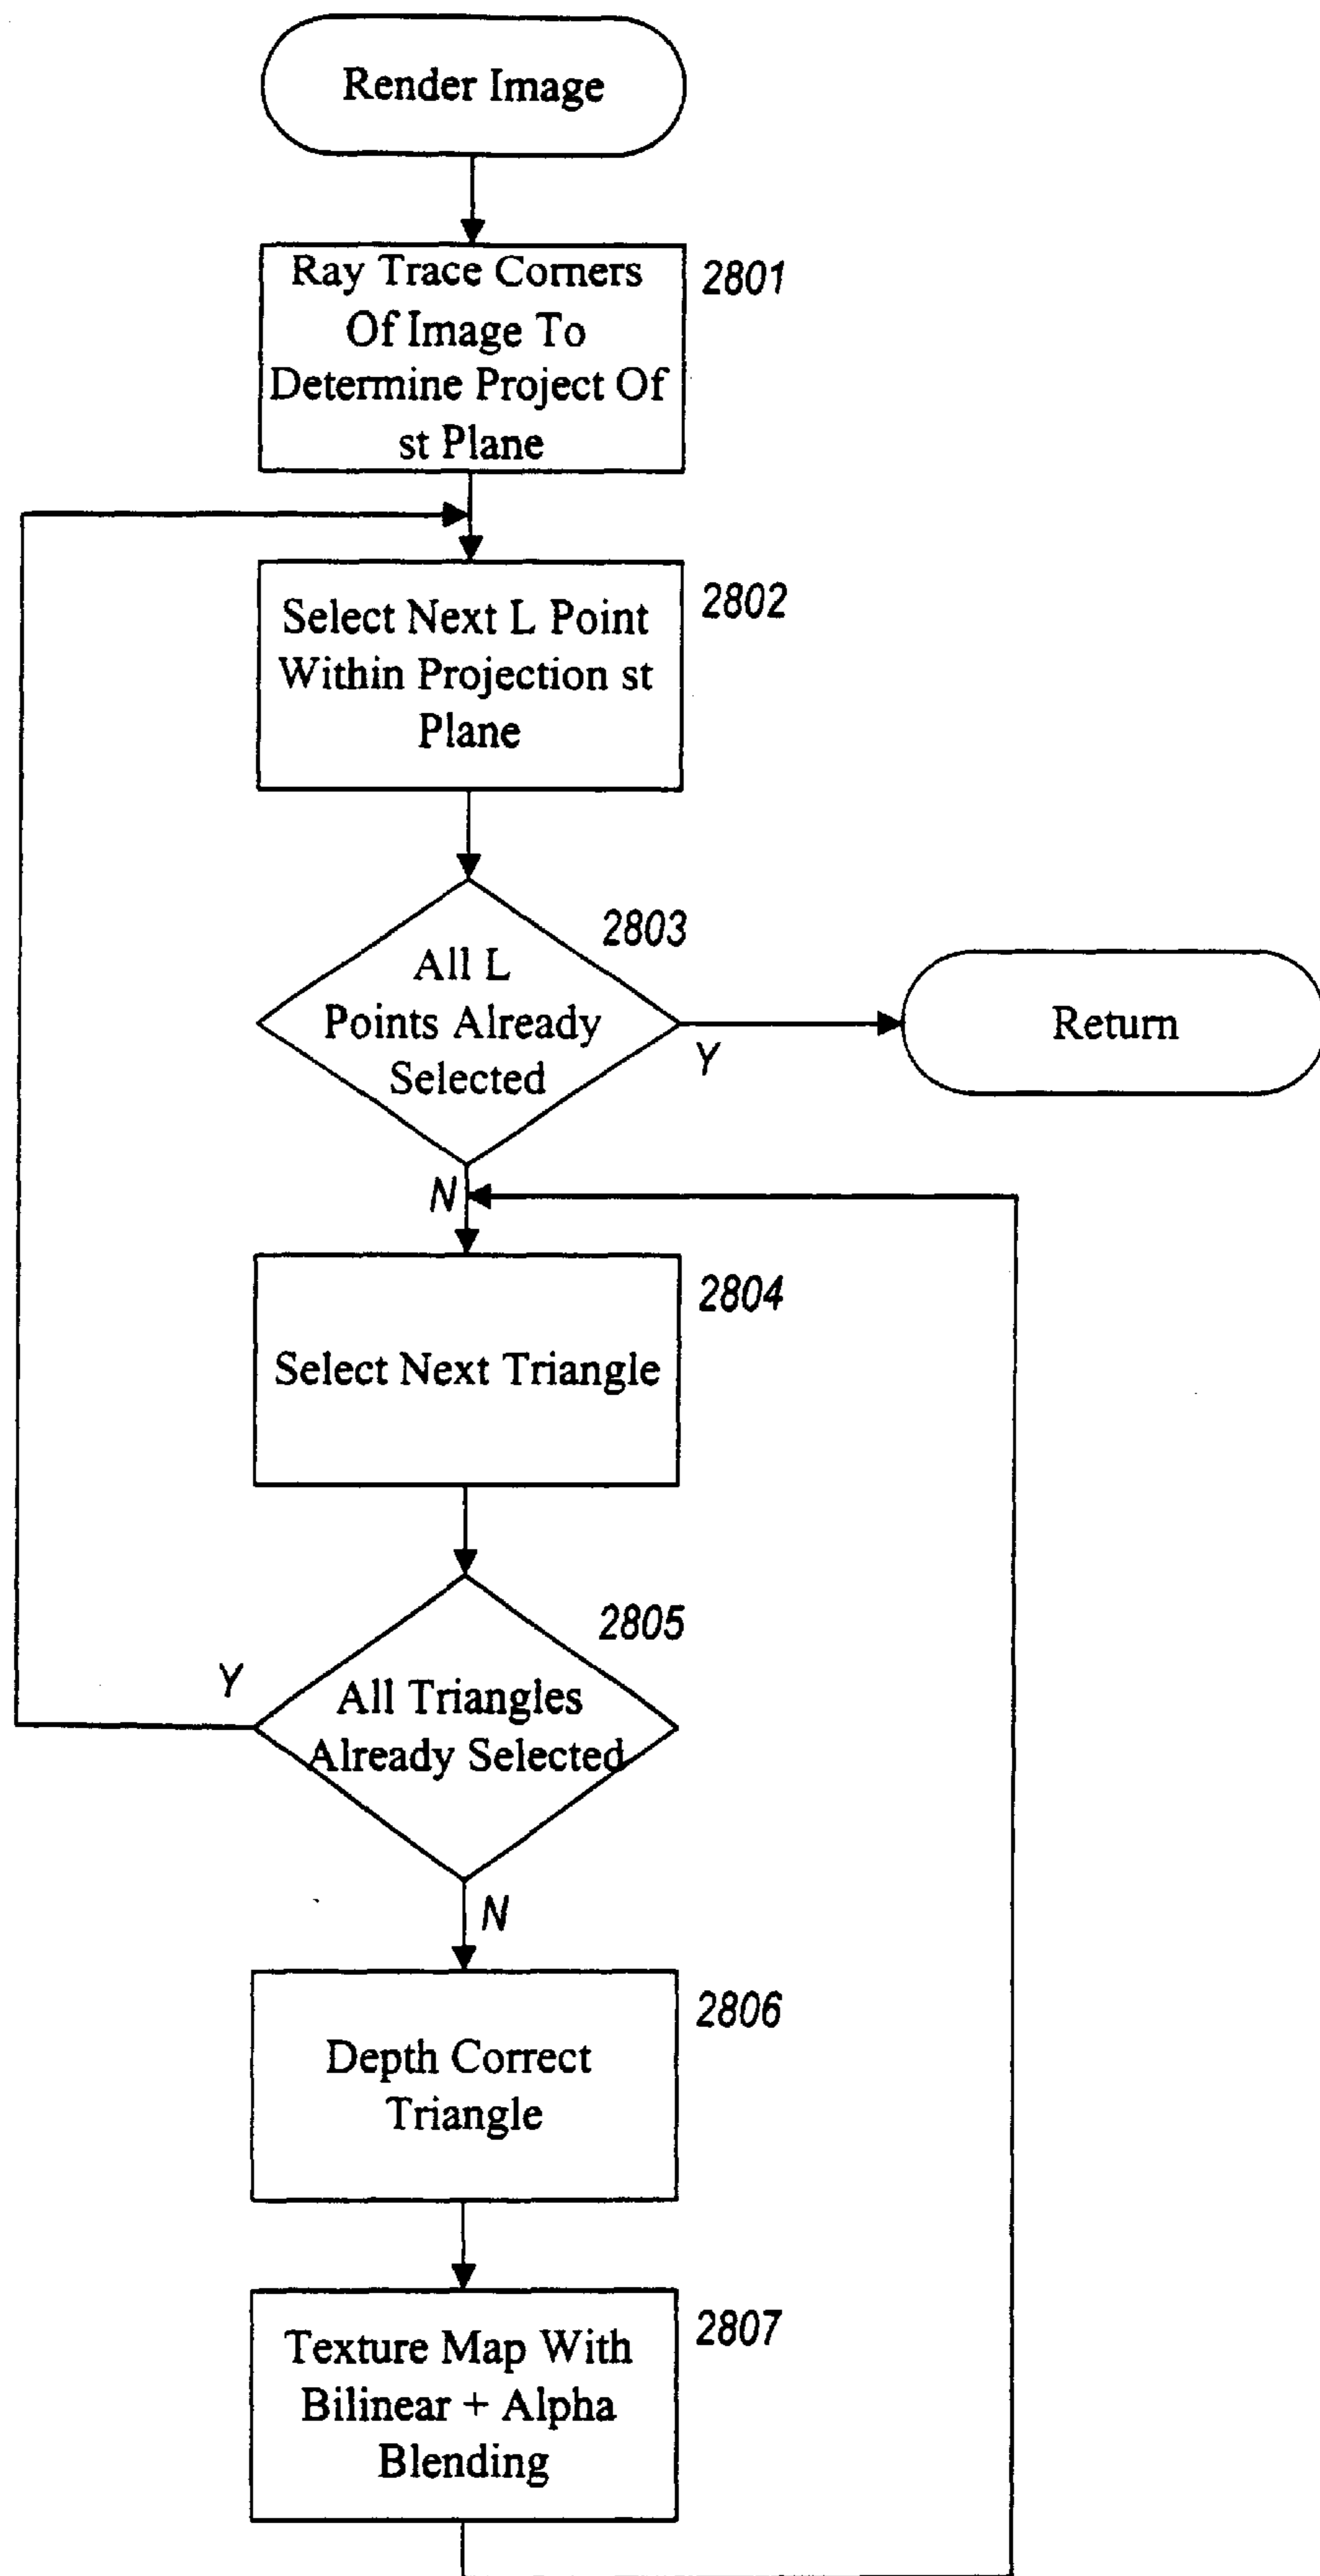 Render Image
Ray Trace Corners
Of Image To
Determine Project Of
st Plane
2801
Select Next L Point
Within Projection st
Plane
2802
All L
Points Already
Selected
2803
Y
Return
N
Select Next Triangle
2804
All Triangles
Already Selected
2805
Y
N
Depth Correct
Triangle
2806
Texture Map With
Bilinear + Alpha
Blending
2807